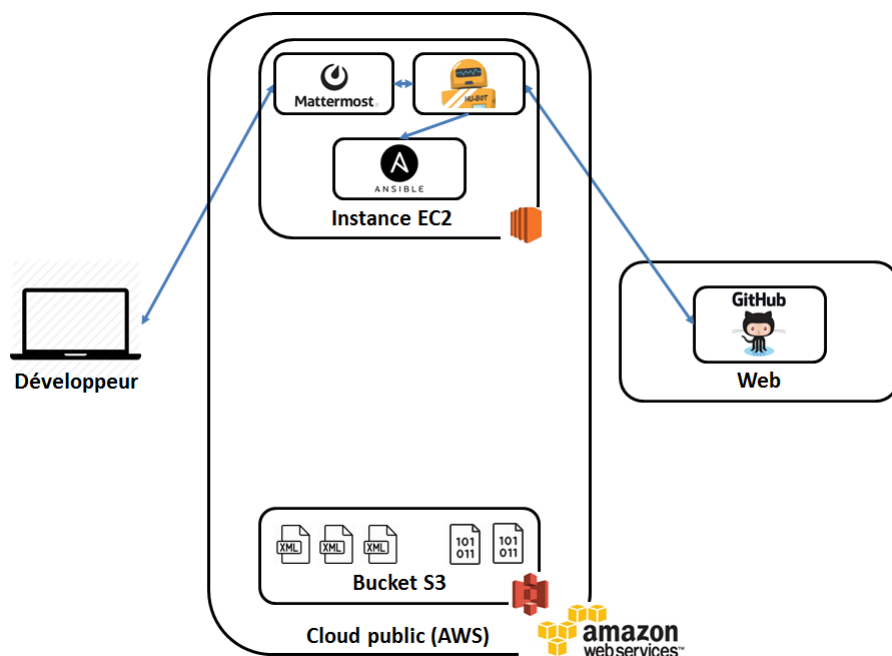 Mattermost
HU-BOT
ANSIBLE
Instance EC2
GitHub
Web
Développeur
XML
XML
XML
101
011
101
011
Bucket S3
Cloud public (AWS)
amazon
webservices™